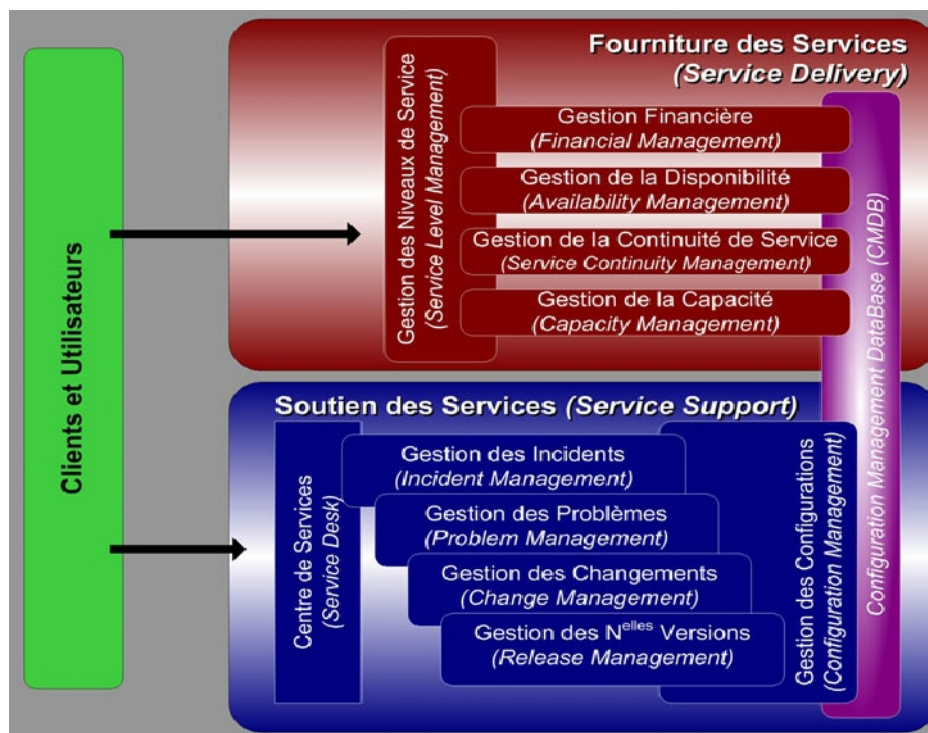 Clients et Utilisateurs
Fourniture des Services
(Service Delivery)
Gestion des Niveaux de Service
(Service Level Management)
Gestion Financière
(Financial Management)
Gestion de la Disponibilité
(Availability Management)
Gestion de la Continuité de Service
(Service Continuity Management)
Gestion de la Capacité
(Capacity Management)
Configuration Management DataBase (CMDB)
Soutien des Services (Service Support)
Centre de Services
(Service Desk)
Gestion des Incidents
(Incident Management)
Gestion des Problèmes
(Problem Management)
Gestion des Changements
(Change Management)
Gestion des Nelles Versions
(Release Management)
Gestion des Configurations
(Configuration Management)